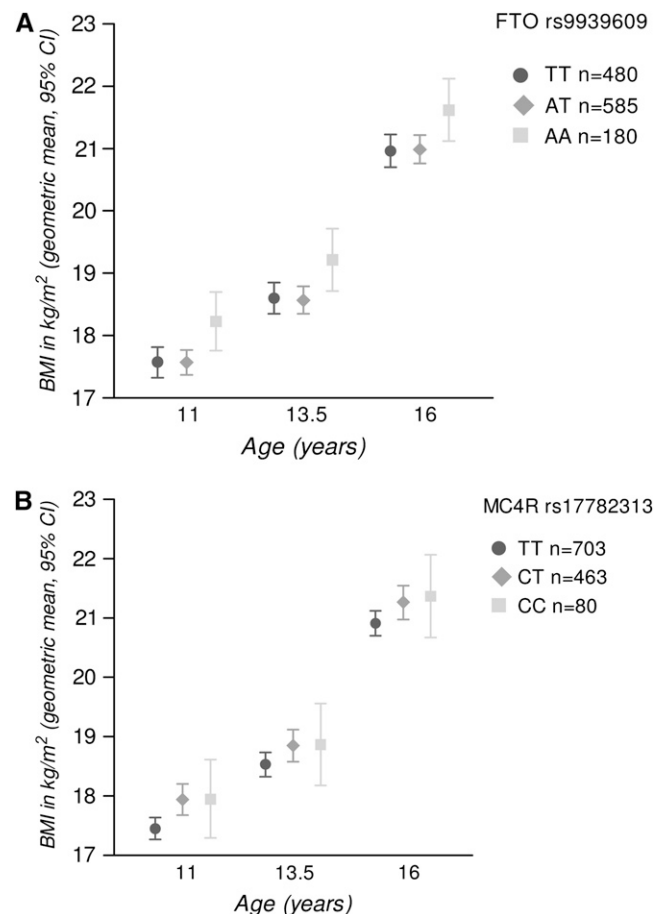 A
FTO rs9939609
TT n=480
AT n=585
AA n=180
BMI in kg/m² (geometric mean, 95% CI)
23
22
21
20
19
18
17
11 13.5 16
Age (years)
B
MC4R rs17782313
TT n=703
CT n=463
CC n=80
BMI in kg/m² (geometric mean, 95% CI)
23
22
21
20
19
18
17
11 13.5 16
Age (years)